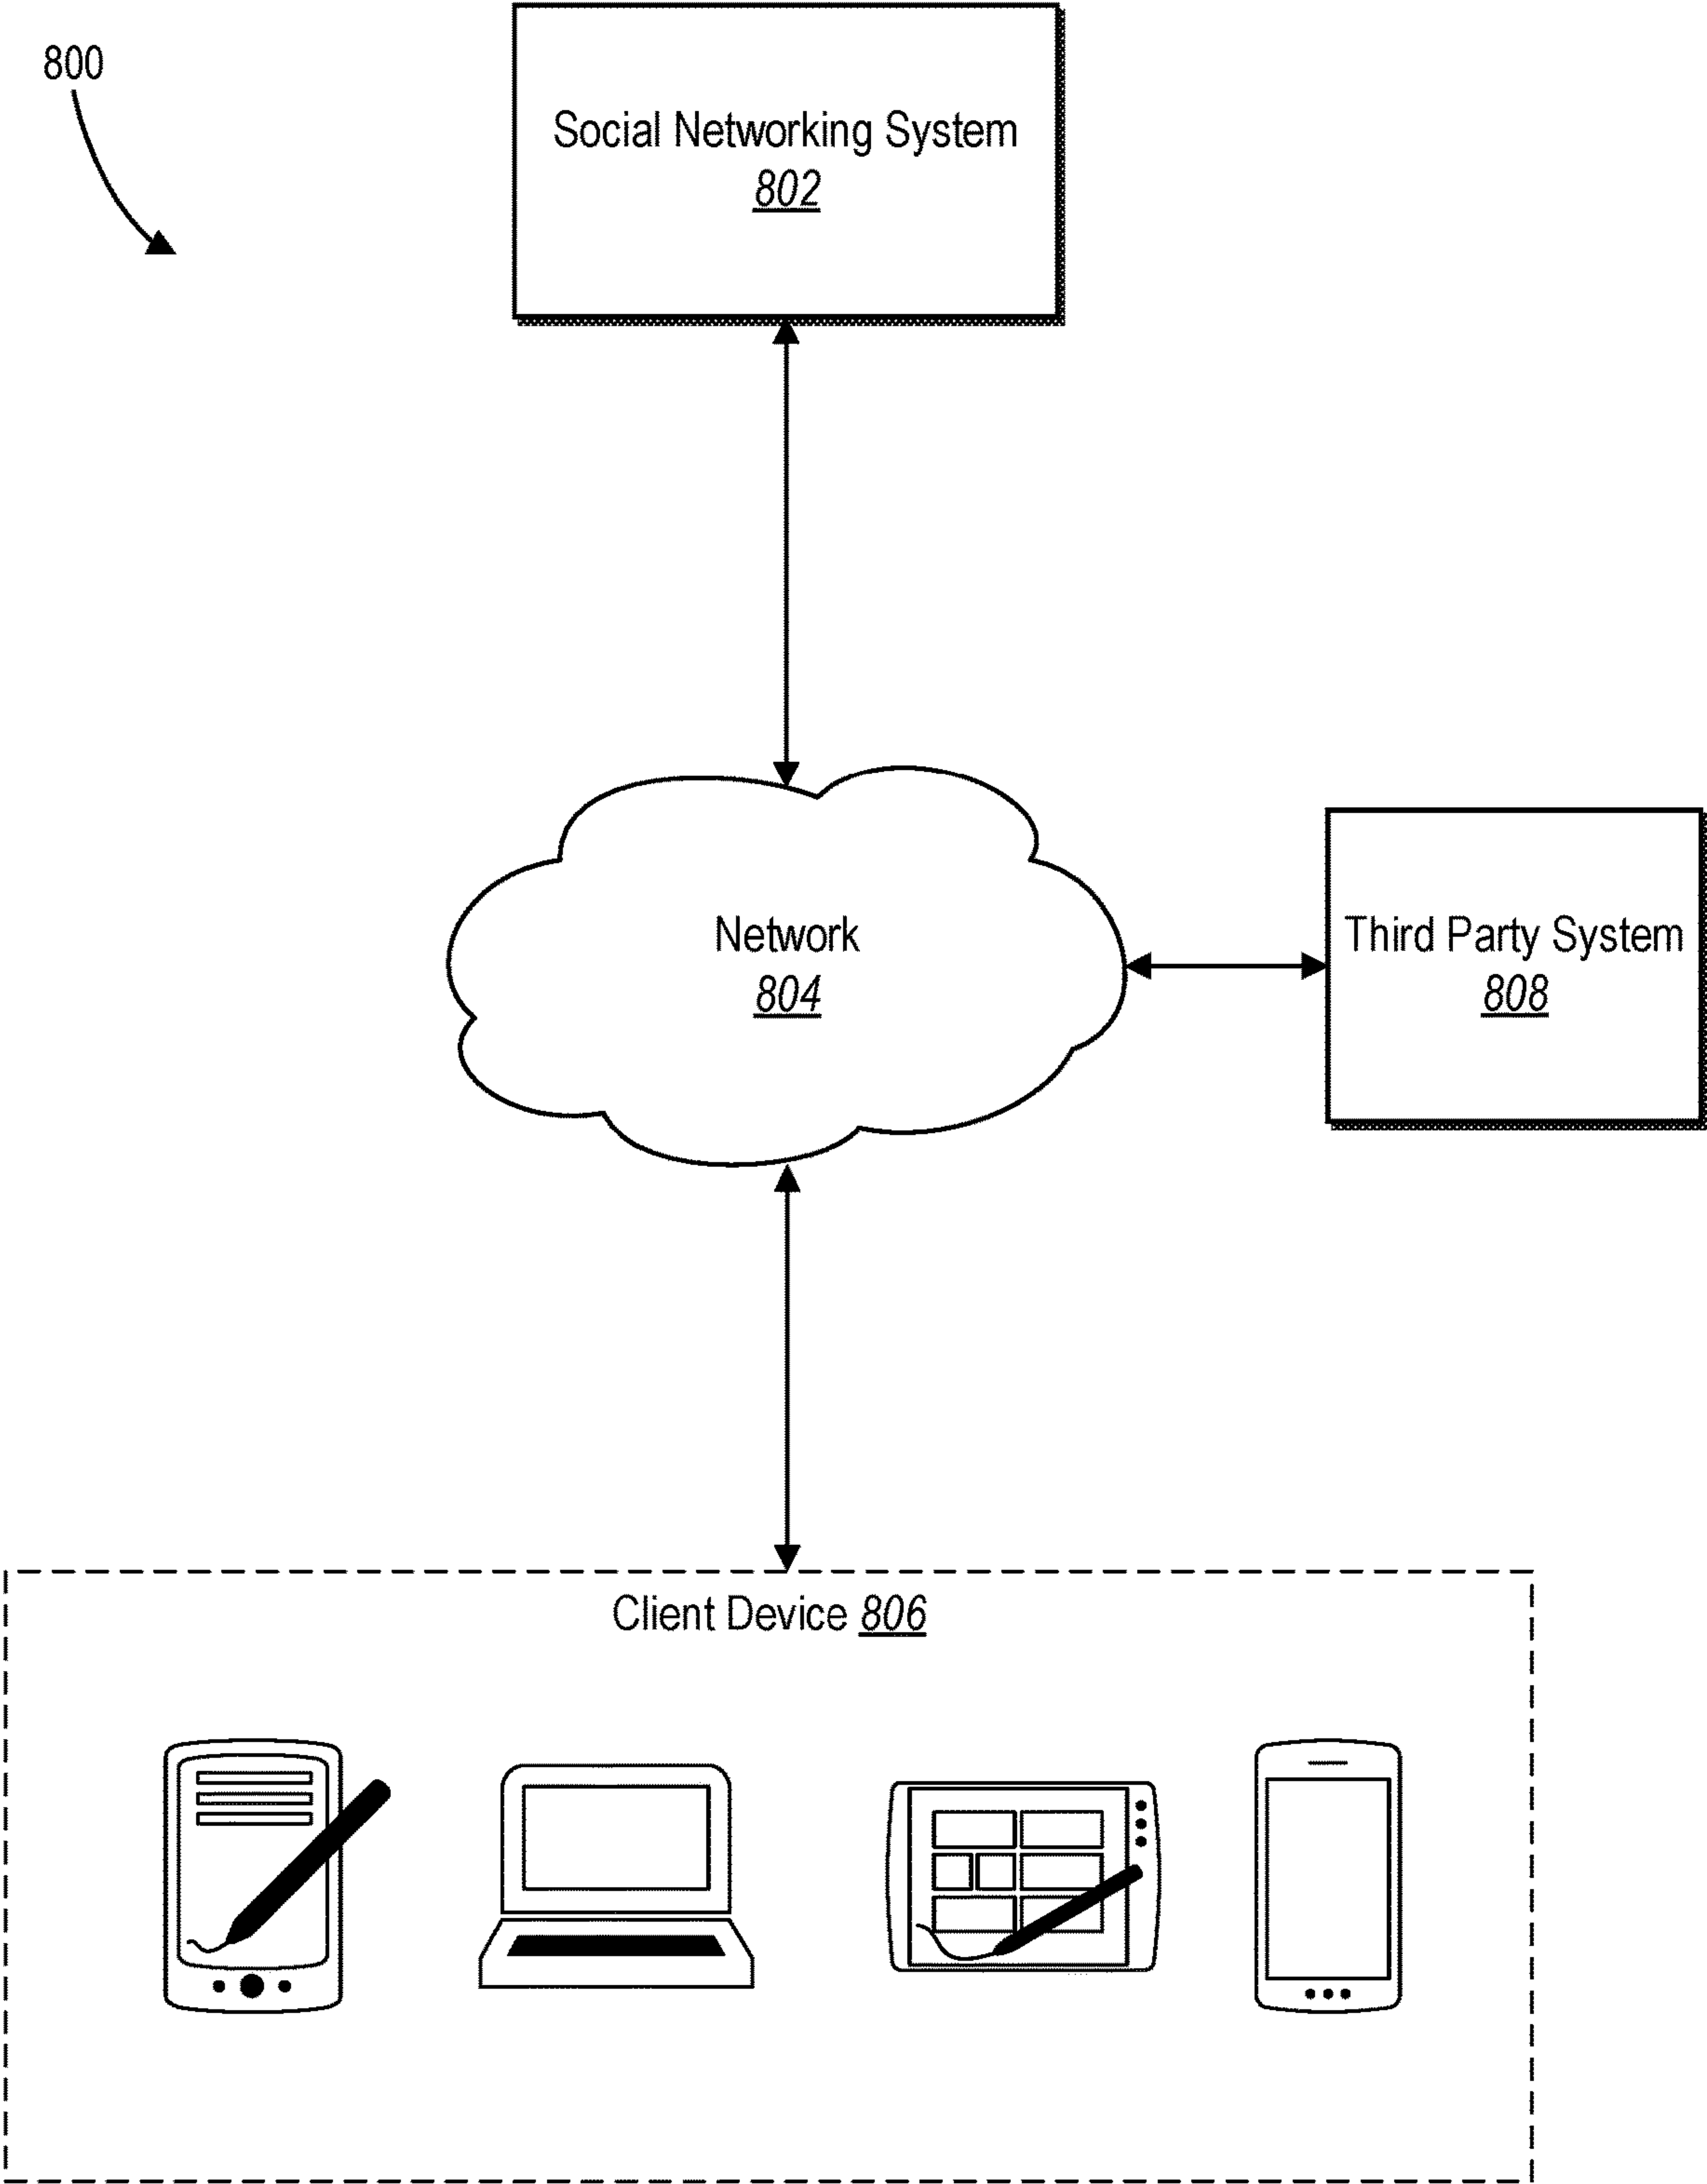 800
Social Networking System
802
Network
804
Third Party System
808
Client Device 806